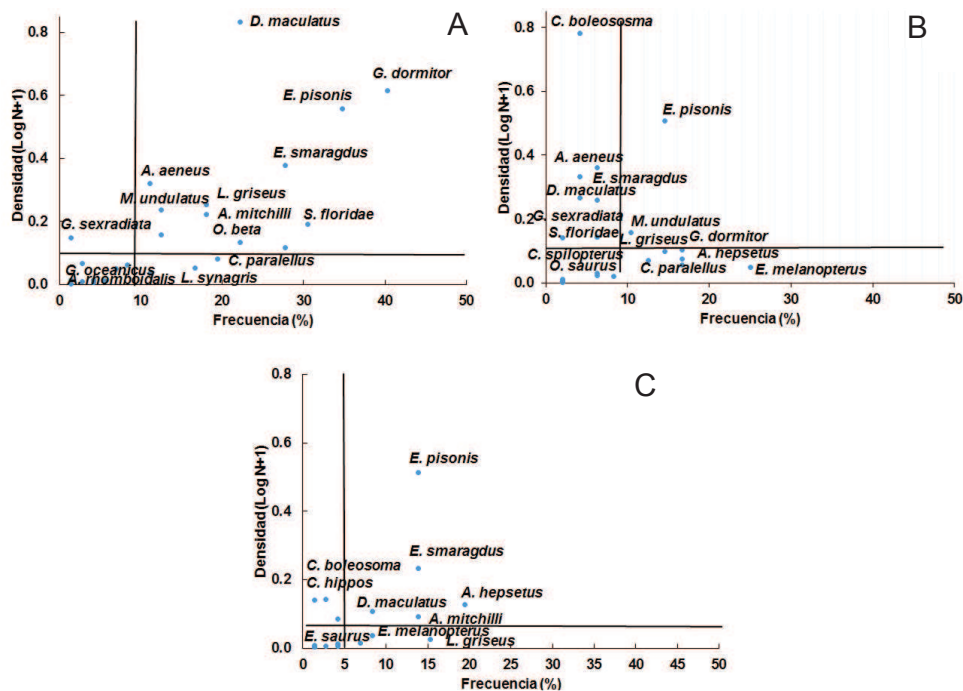 A
D. maculatus
G. dormitor
E. pisonis
E. smaragdus
A. aeneus
M. undulatus
L. griseus
A. mitchilli
S. floridae
G. sexradiata
O. beta
C. paralellus
G. oceanicus
A. rhomboidalis
L. synagris
Densidad (Log N+1)
0.8
0.6
0.4
0.2
0.0
0
10
20
30
40
50
Frecuencia (%)
B
C. boleososma
E. pisonis
A. aeneus
E. smaragdus
D. maculatus
G. sexradiata
M. undulatus
S. floridae
L. griseus
G. dormitor
C. spilopterus
A. hepsetus
O. saurus
C. paralellus
E. melanopterus
Densidad (Log N+1)
0.8
0.6
0.4
0.2
0.0
0
10
20
30
40
50
Frecuencia (%)
C
E. pisonis
E. smaragdus
C. boleosoma
C. hippos
A. hepsetus
D. maculatus
A. mitchilli
E. melanopterus
E. saurus
L. griseus
Densidad (Log N+1)
0.8
0.6
0.4
0.2
0.0
0
5
10
15
20
25
30
35
40
45
50
Frecuencia (%)